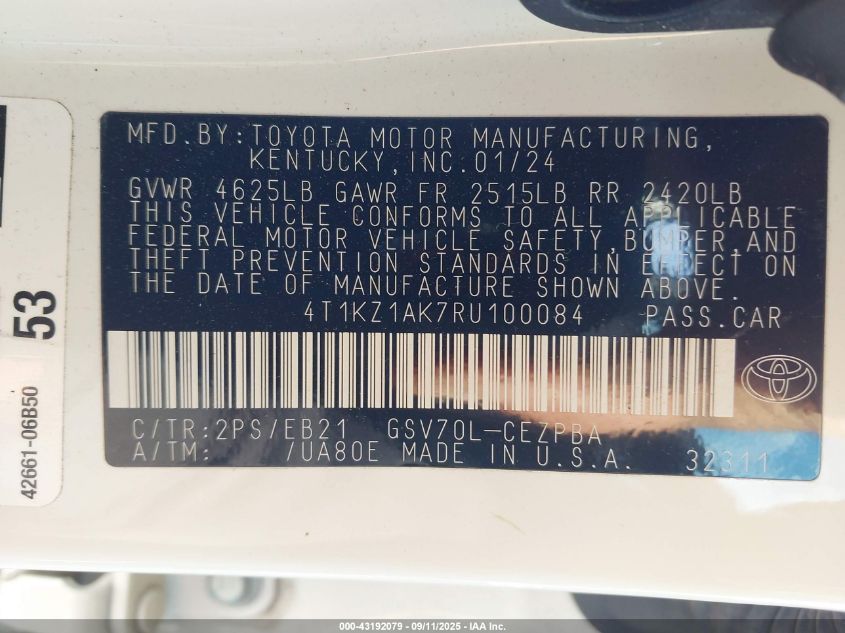 MFD.BY:TOYOTA MOTOR MANUFACTURING,
KENTUCKY,INC.01/24
GVWR 4625LB GAWR FR 2515LB RR 2420LB
THIS VEHICLE CONFORMS TO ALL APPLICABLE
FEDERAL MOTOR VEHICLE SAFETY,BUMPER,AND
THEFT PREVENTION STANDARDS IN EFFECT ON
THE DATE OF MANUFACTURE SHOWN ABOVE.
4T1KZ1AK7RU100084 PASS.CAR
C/TR:2PS/EB21 GSV70L-CEZPBA
A/TM: /UA80E MADE IN U.S.A. 32311
53
42661-06B50
000-43192079 - 09/11/2025 - IAA Inc.